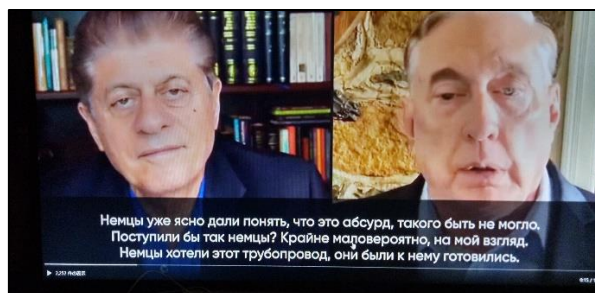 Немцы уже ясно дали понять, что это абсурд, такого быть не могло.
Поступили бы так немцы? Крайне маловероятно, на мой взгляд.
Немцы хотели этот трубопровод, они были к нему готовились.